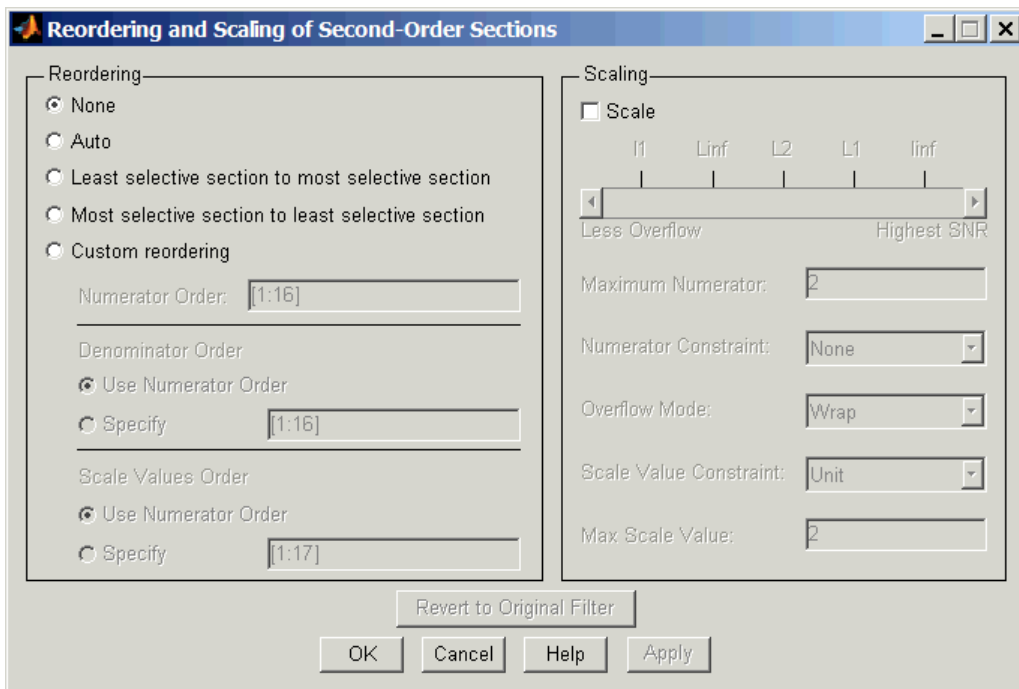 Reordering and Scaling of Second-Order Sections
Reordering
None
Auto
Least selective section to most selective section
Most selective section to least selective section
Custom reordering
Numerator Order: [1:16]
Denominator Order
Use Numerator Order
Specify [1:16]
Scale Values Order
Use Numerator Order
Specify [1:17]
Scaling
Scale
l1 Linf L2 L1 linf
Less Overflow Highest SNR
Maximum Numerator: 2
Numerator Constraint: None
Overflow Mode: Wrap
Scale Value Constraint: Unit
Max Scale Value: 2
Revert to Original Filter
OK Cancel Help Apply